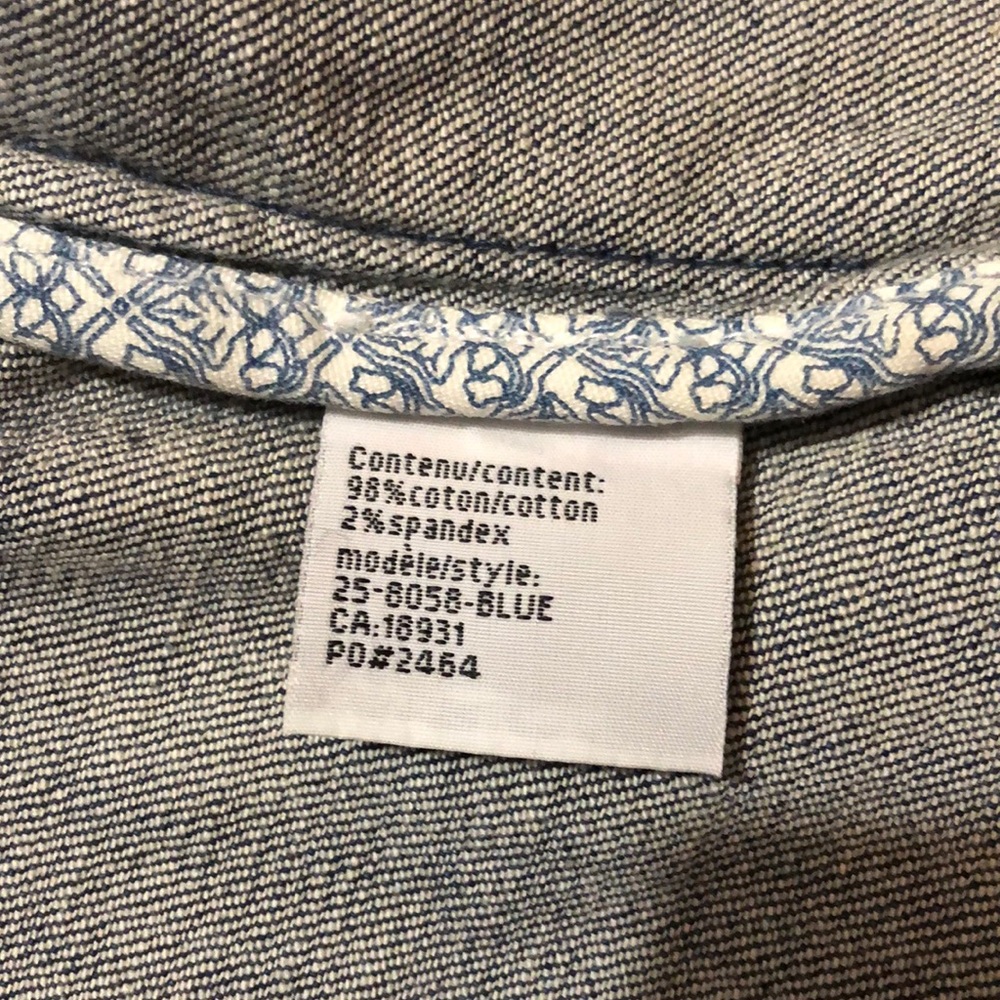 Contenu/content:
98%coton/cotton
2%spandex
modèle/style:
25-8058-BLUE
CA:18931
PO#2464